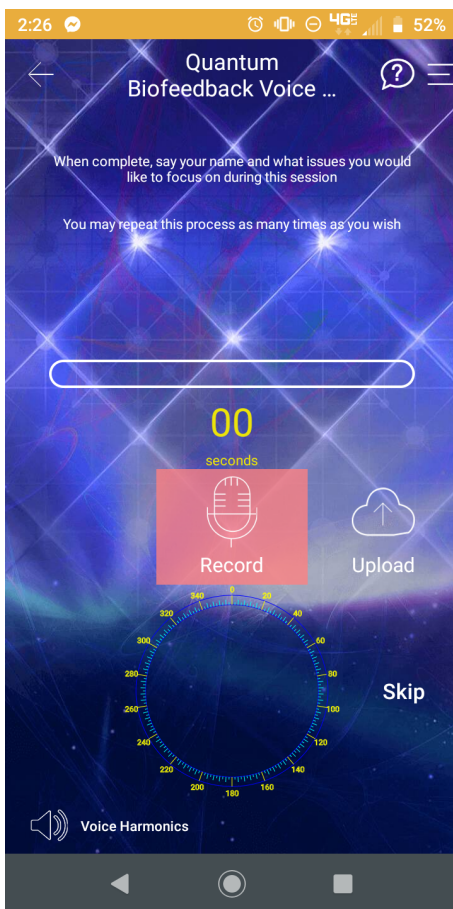 2:26 4G LTE 52%
Quantum
Biofeedback Voice ...
?
When complete, say your name and what issues you would
like to focus on during this session
You may repeat this process as many times as you wish
00
seconds
Record
Upload
340 0 20
320 40
300 60
280 80
Skip
260 100
240 120
220 140
200 180 160
Voice Harmonics